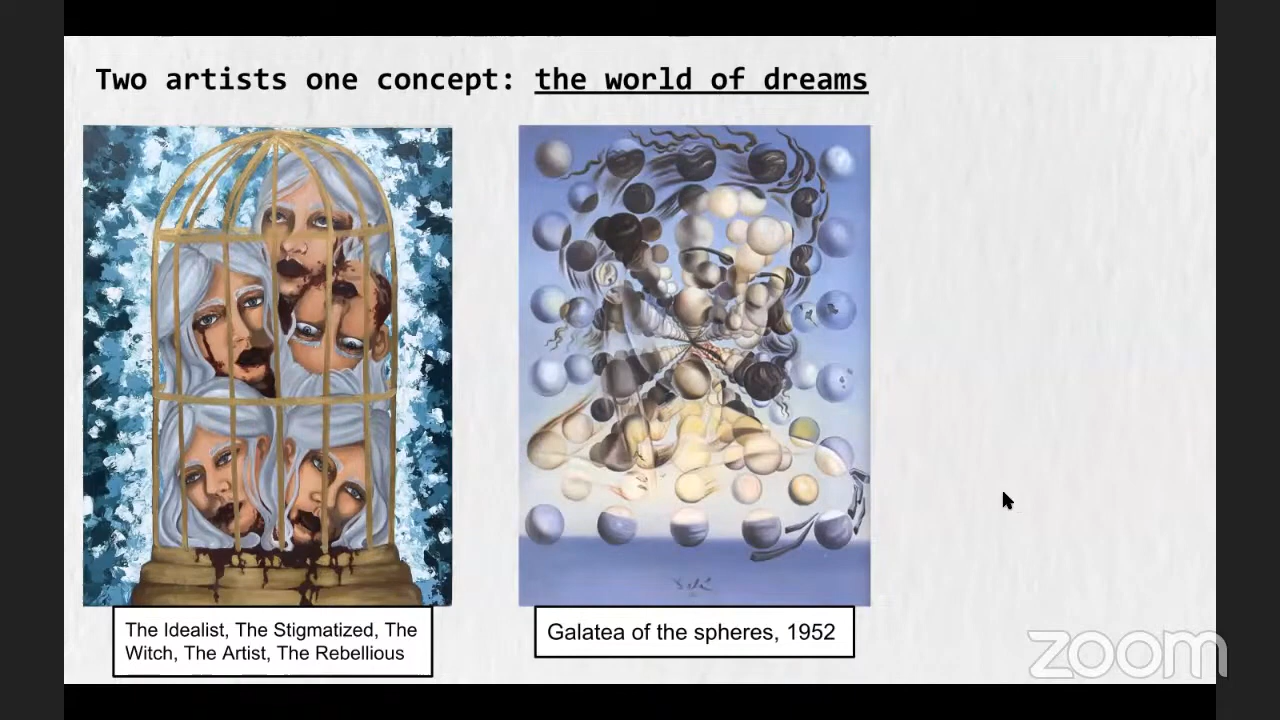 Two artists one concept: the world of dreams
The Idealist, The Stigmatized, The
Witch, The Artist, The Rebellious
Dalí
Galatea of the spheres, 1952
zoom